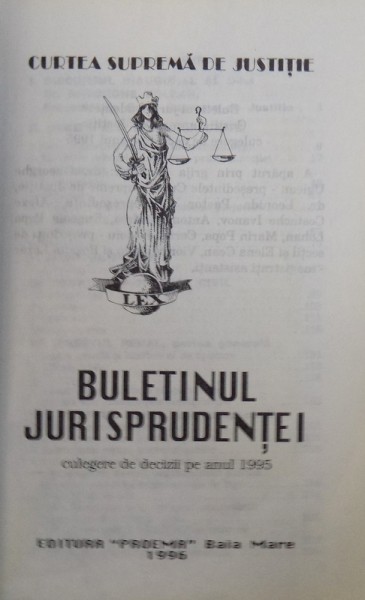 CURTEA SUPREMĂ DE JUSTIȚIE
LEX
BULETINUL
JURISPRUDENȚEI
culegere de decizii pe anul 1995
EDITURA "PROEMA" Baia Mare
1996